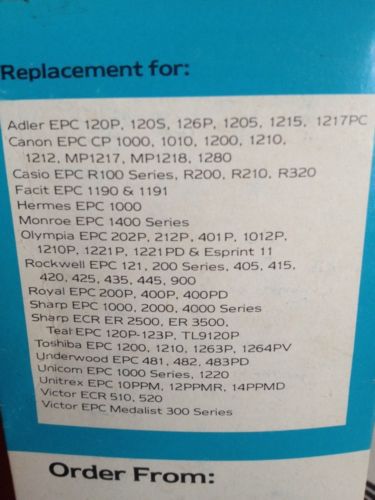 Replacement for:
Adler EPC 120P, 120S, 126P, 1205, 1215, 1217PC
Canon EPC CP 1000, 1010, 1200, 1210,
1212, MP1217, MP1218, 1280
Casio EPC R100 Series, R200, R210, R320
Facit EPC 1190 & 1191
Hermes EPC 1000
Monroe EPC 1400 Series
Olympia EPC 202P, 212P, 401P, 1012P,
1210P, 1221P, 1221PD & Esprint 11
Rockwell EPC 121, 200 Series, 405, 415,
420, 425, 435, 445, 900
Royal EPC 200P, 400P, 400PD
Sharp EPC 1000, 2000, 4000 Series
Sharp ECR ER 2500, ER 3500,
Teal EPC 120P-123P, TL9120P
Toshiba EPC 1200, 1210, 1263P, 1264PV
Underwood EPC 481, 482, 483PD
Unicom EPC 1000 Series, 1220
Unitrex EPC 10PPM, 12PPMR, 14PPMD
Victor ECR 510, 520
Victor EPC Medalist 300 Series
Order From: